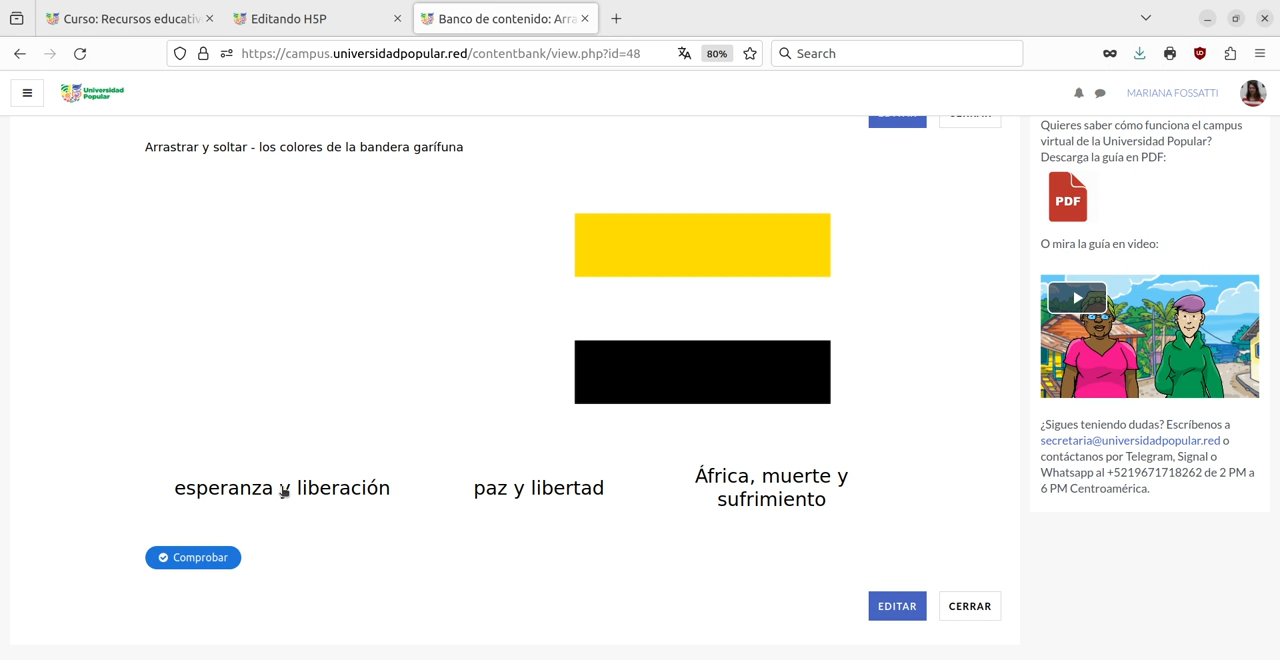 Curso: Recursos educativ
Editando H5P
Banco de contenido: Arra
https://campus.universidadpopular.red/contentbank/view.php?id=48
80%
Search
Universidad
Popular
MARIANA FOSSATTI
EDITAR
CERRAR
Arrastrar y soltar - los colores de la bandera garífuna
esperanza y liberación
paz y libertad
África, muerte y
sufrimiento
Comprobar
EDITAR
CERRAR
Quieres saber cómo funciona el campus
virtual de la Universidad Popular?
Descarga la guía en PDF:
PDF
O mira la guía en video:
¿Sigues teniendo dudas? Escríbenos a
secretaria@universidadpopular.red o
contáctanos por Telegram, Signal o
Whatsapp al +5219671718262 de 2 PM a
6 PM Centroamérica.